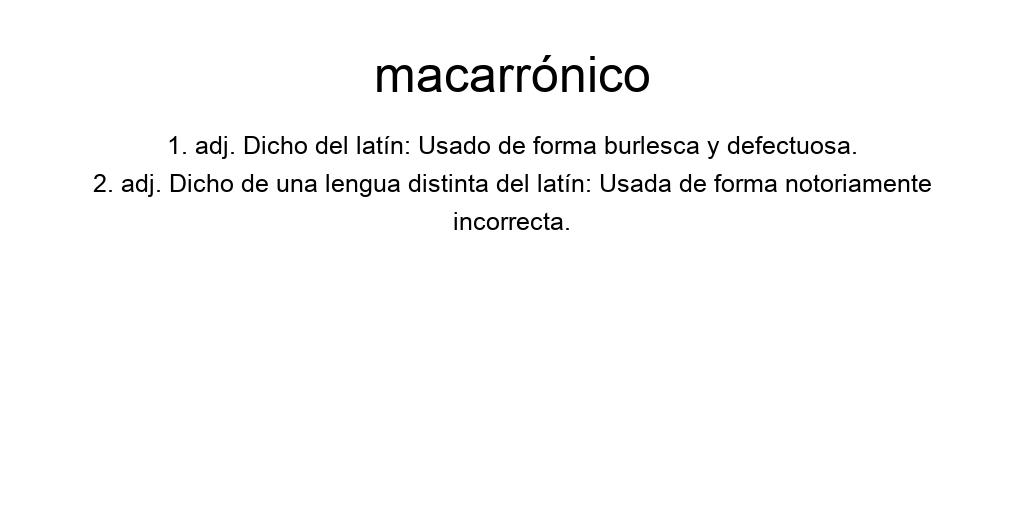 macarrónico
1. adj. Dicho del latín: Usado de forma burlesca y defectuosa.
2. adj. Dicho de una lengua distinta del latín: Usada de forma notoriamente
incorrecta.